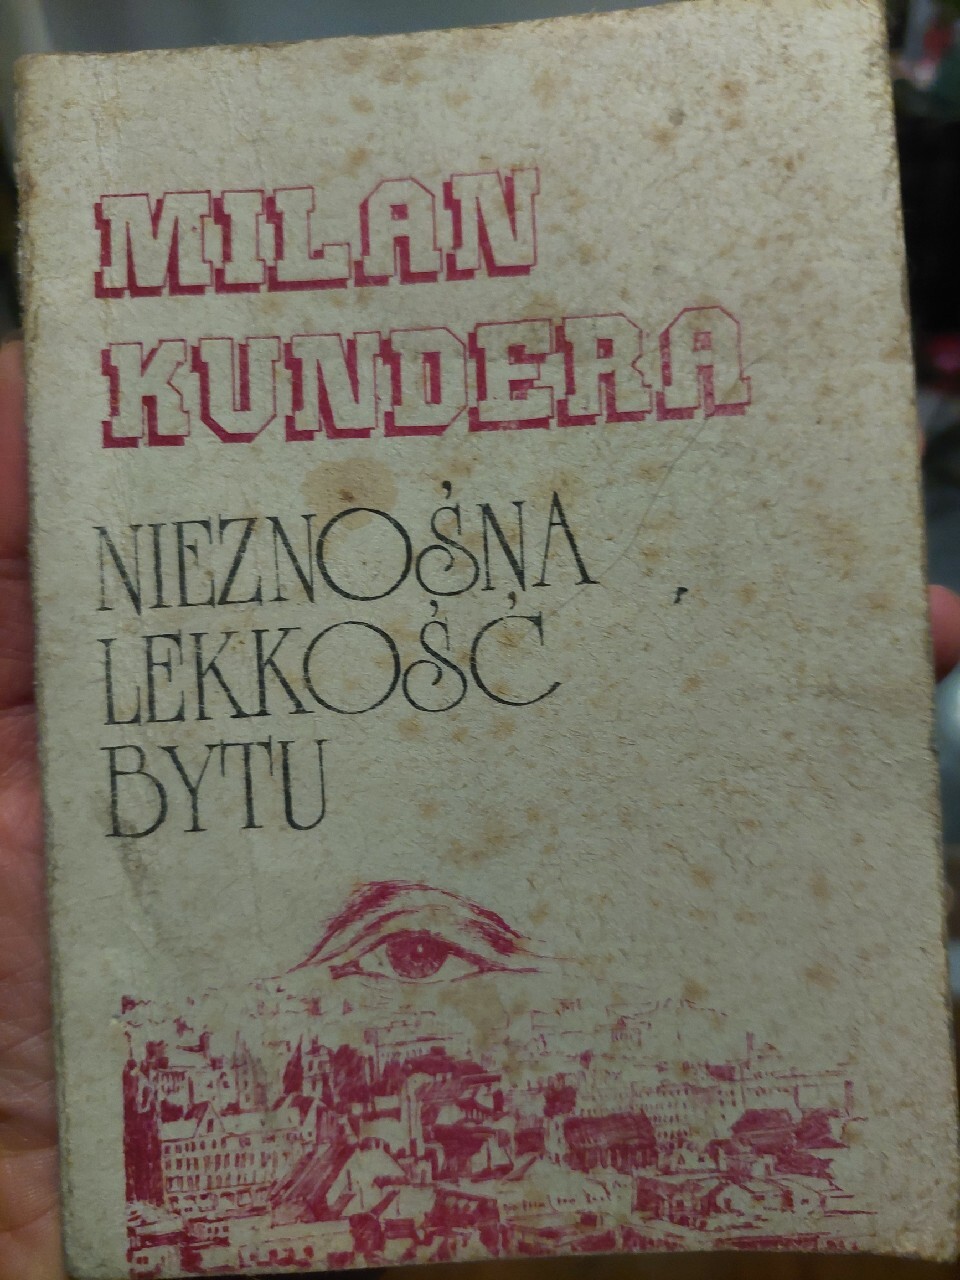 MILAN
KUNDERA
NIEZNOŚNA
LEKKOŚĆ
BYTU